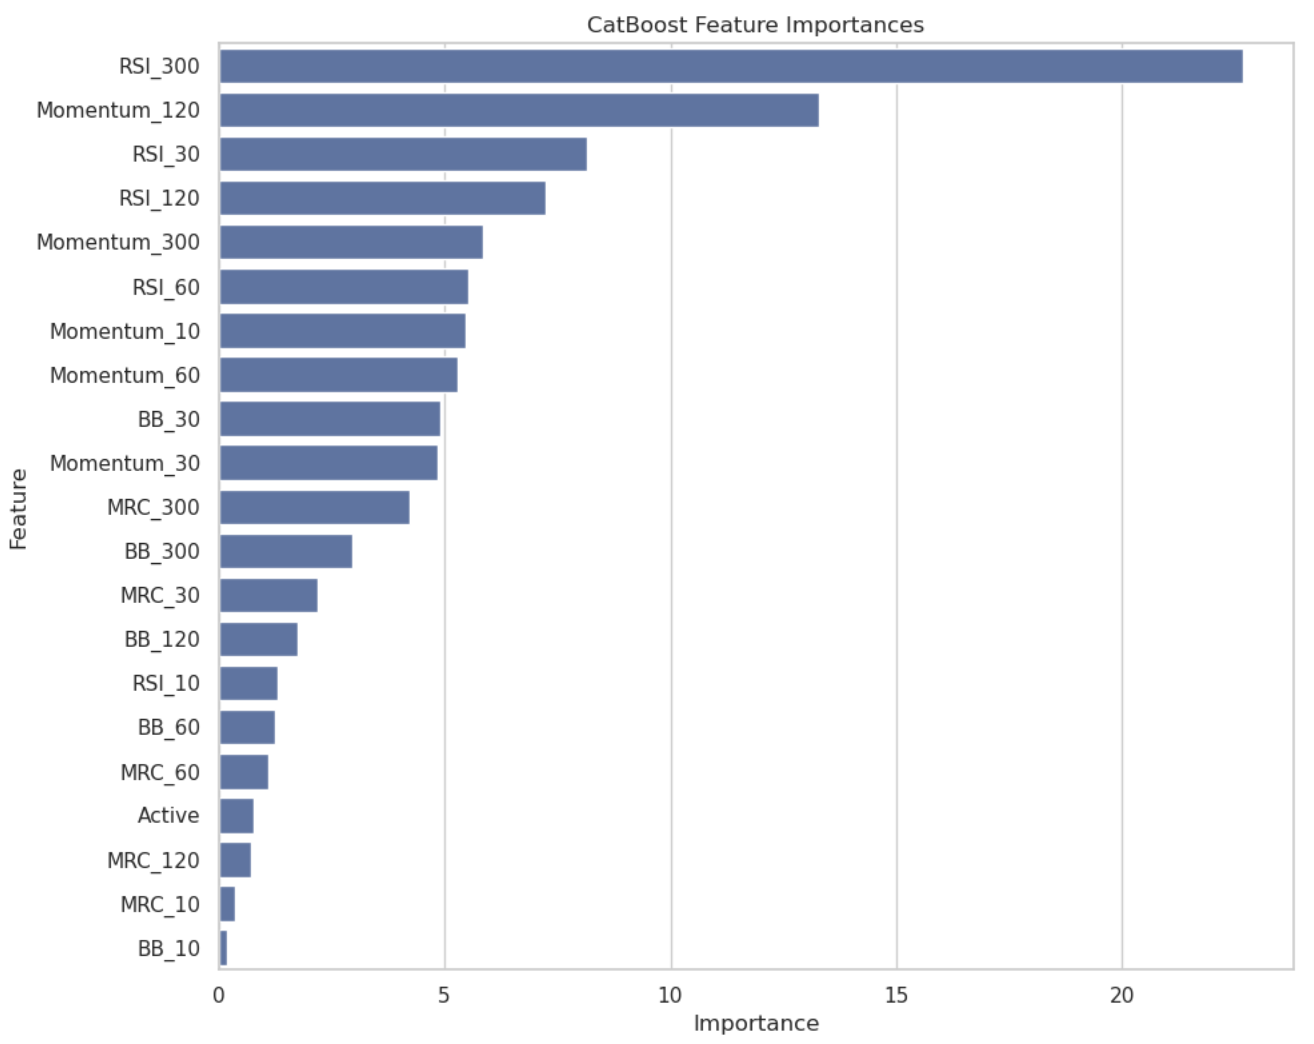 CatBoost Feature Importances
Feature
RSI_300
Momentum_120
RSI_30
RSI_120
Momentum_300
RSI_60
Momentum_10
Momentum_60
BB_30
Momentum_30
MRC_300
BB_300
MRC_30
BB_120
RSI_10
BB_60
MRC_60
Active
MRC_120
MRC_10
BB_10
0 5 10 15 20
Importance